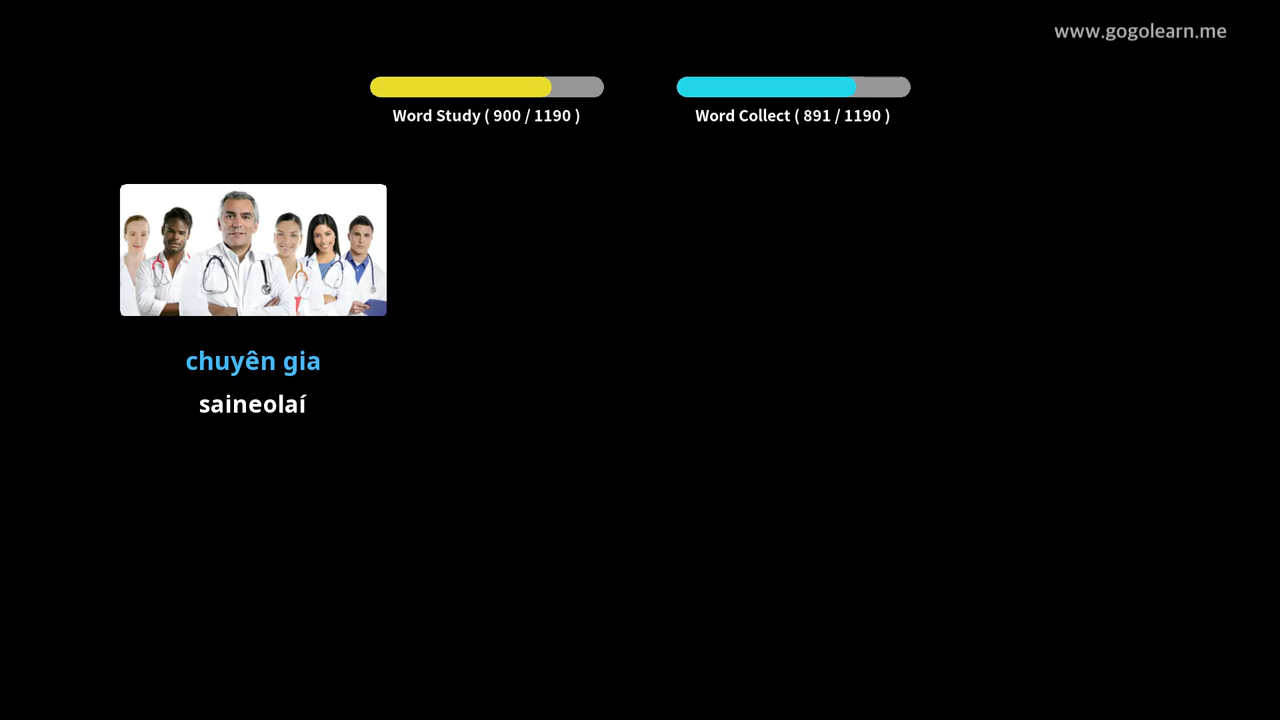 www.gogolearn.me
Word Study ( 900 / 1190 )
Word Collect ( 891 / 1190 )
chuyên gia
saineolaí